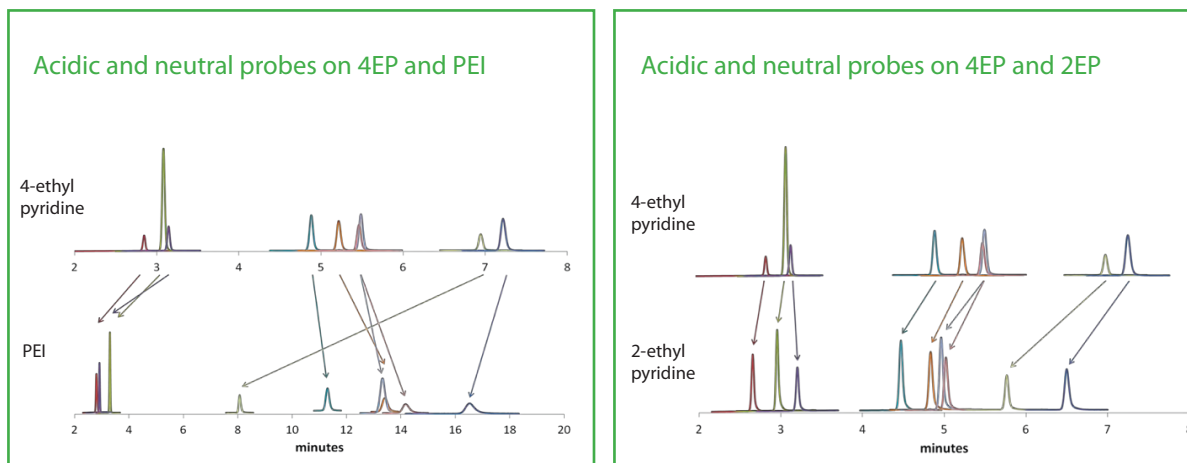 Acidic and neutral probes on 4EP and PEI
4-ethyl
pyridine
2 3 4 5 6 7 8
PEI
2 4 6 8 10 12 14 16 18 20
minutes
Acidic and neutral probes on 4EP and 2EP
4-ethyl
pyridine
2-ethyl
pyridine
2 3 4 5 6 7 8
minutes